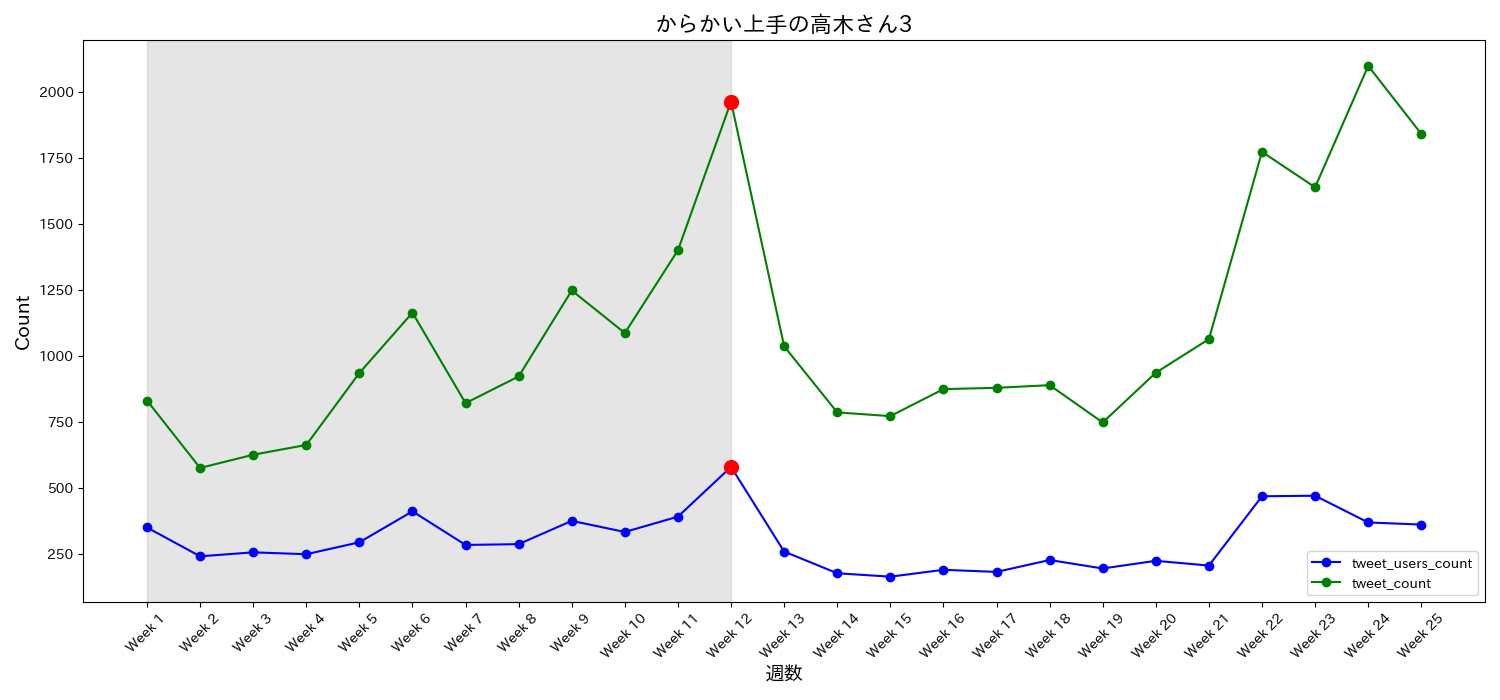 からかい上手の高木さん3
Count
2000
1750
1500
1250
1000
750
500
250
tweet_users_count
tweet_count
Week 1
Week 2
Week 3
Week 4
Week 5
Week 6
Week 7
Week 8
Week 9
Week 10
Week 11
Week 12
Week 13
Week 14
Week 15
Week 16
Week 17
Week 18
Week 19
Week 20
Week 21
Week 22
Week 23
Week 24
Week 25
週数